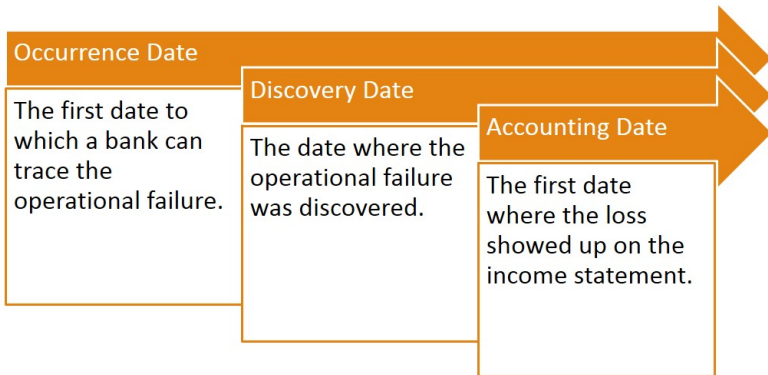 Occurrence Date
The first date to
which a bank can
trace the
operational failure.
Discovery Date
The date where the
operational failure
was discovered.
Accounting Date
The first date
where the loss
showed up on the
income statement.